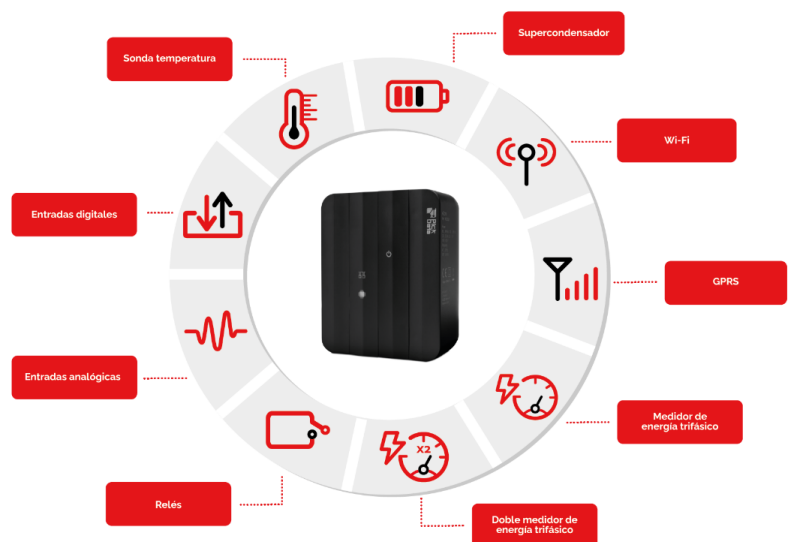 Supercondensador
Sonda temperatura
Wi-Fi
Entradas digitales
GPRS
Entradas analógicas
Medidor de
energía trifásico
x2
Relés
Doble medidor de
energía trifásico